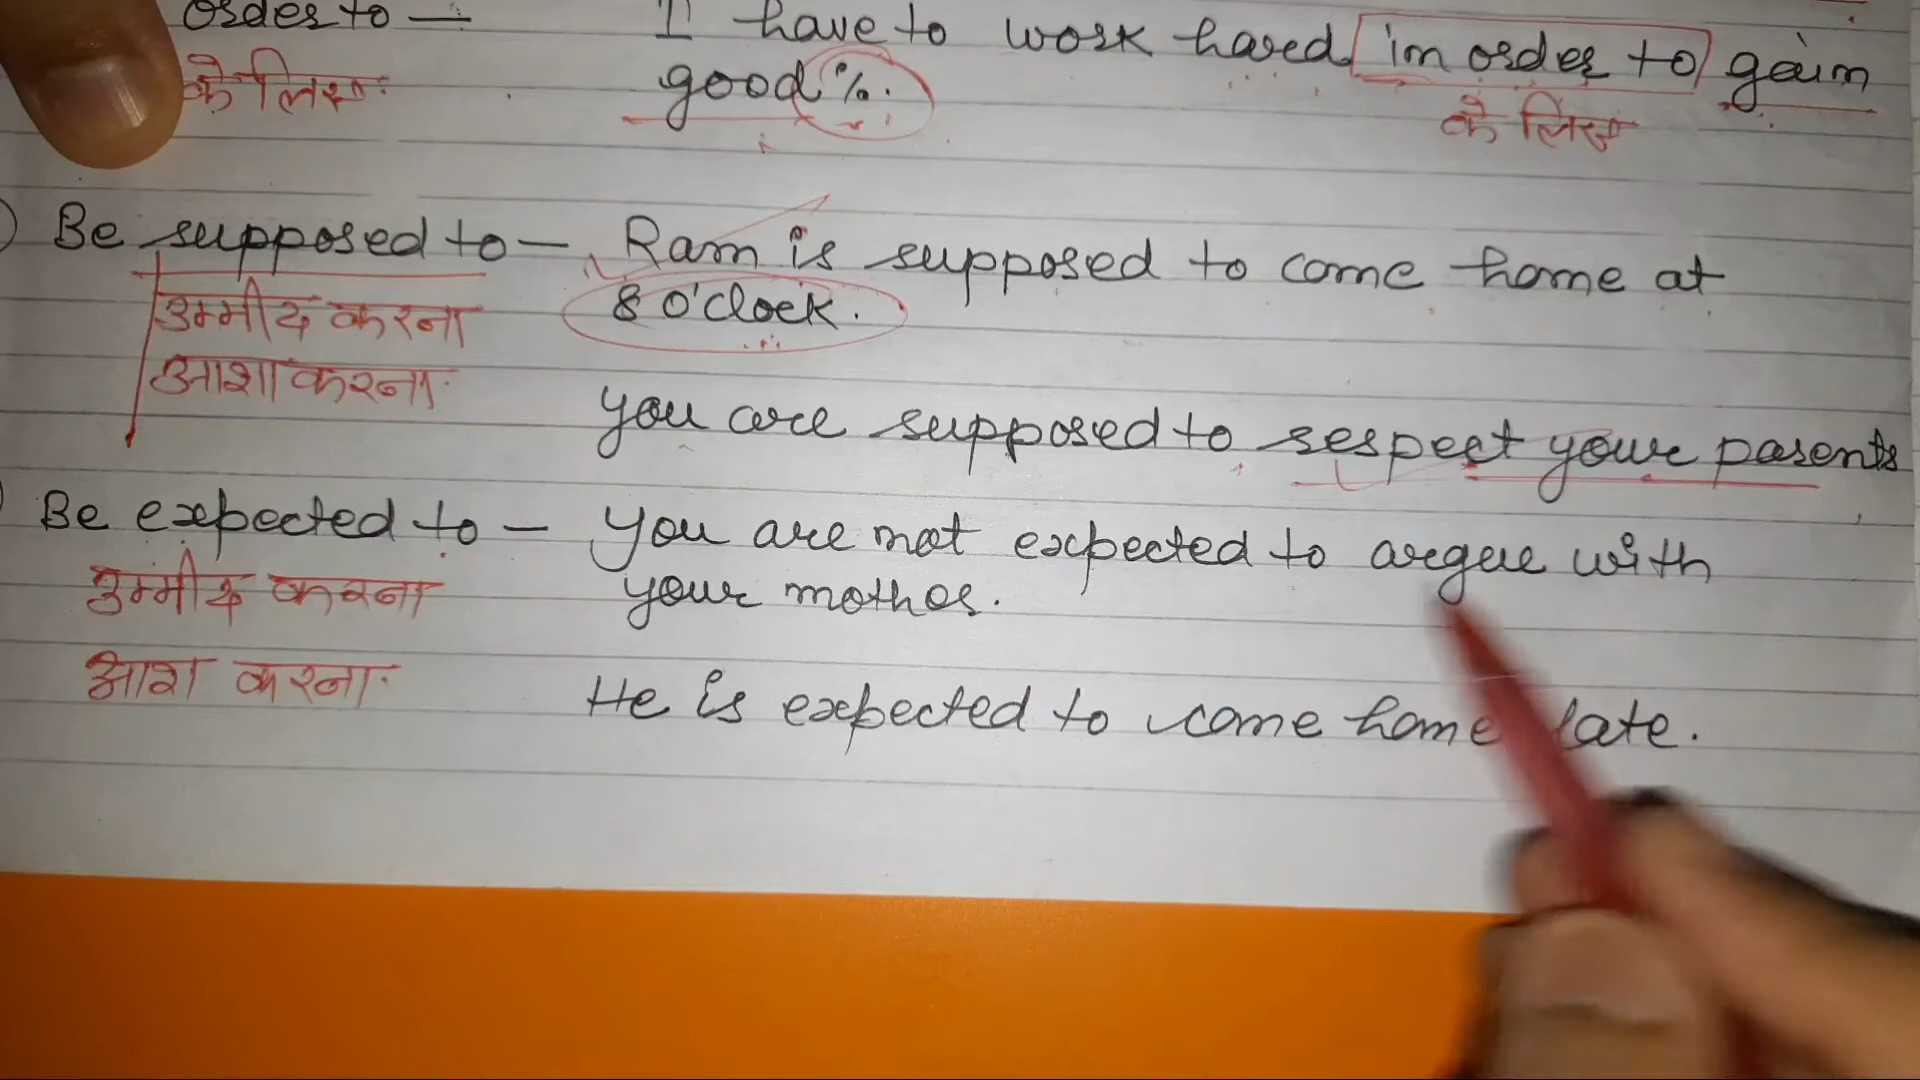 order to — I have to work hard in order to gain
के लिए good %. के लिए
Be supposed to — Ram is supposed to come home at
उम्मीद करना 8 o'clock.
आशा करना
you are supposed to respect your parents
Be expected to — you are not expected to argue with
उम्मीद करना your mother.
आशा करना He is expected to come home late.